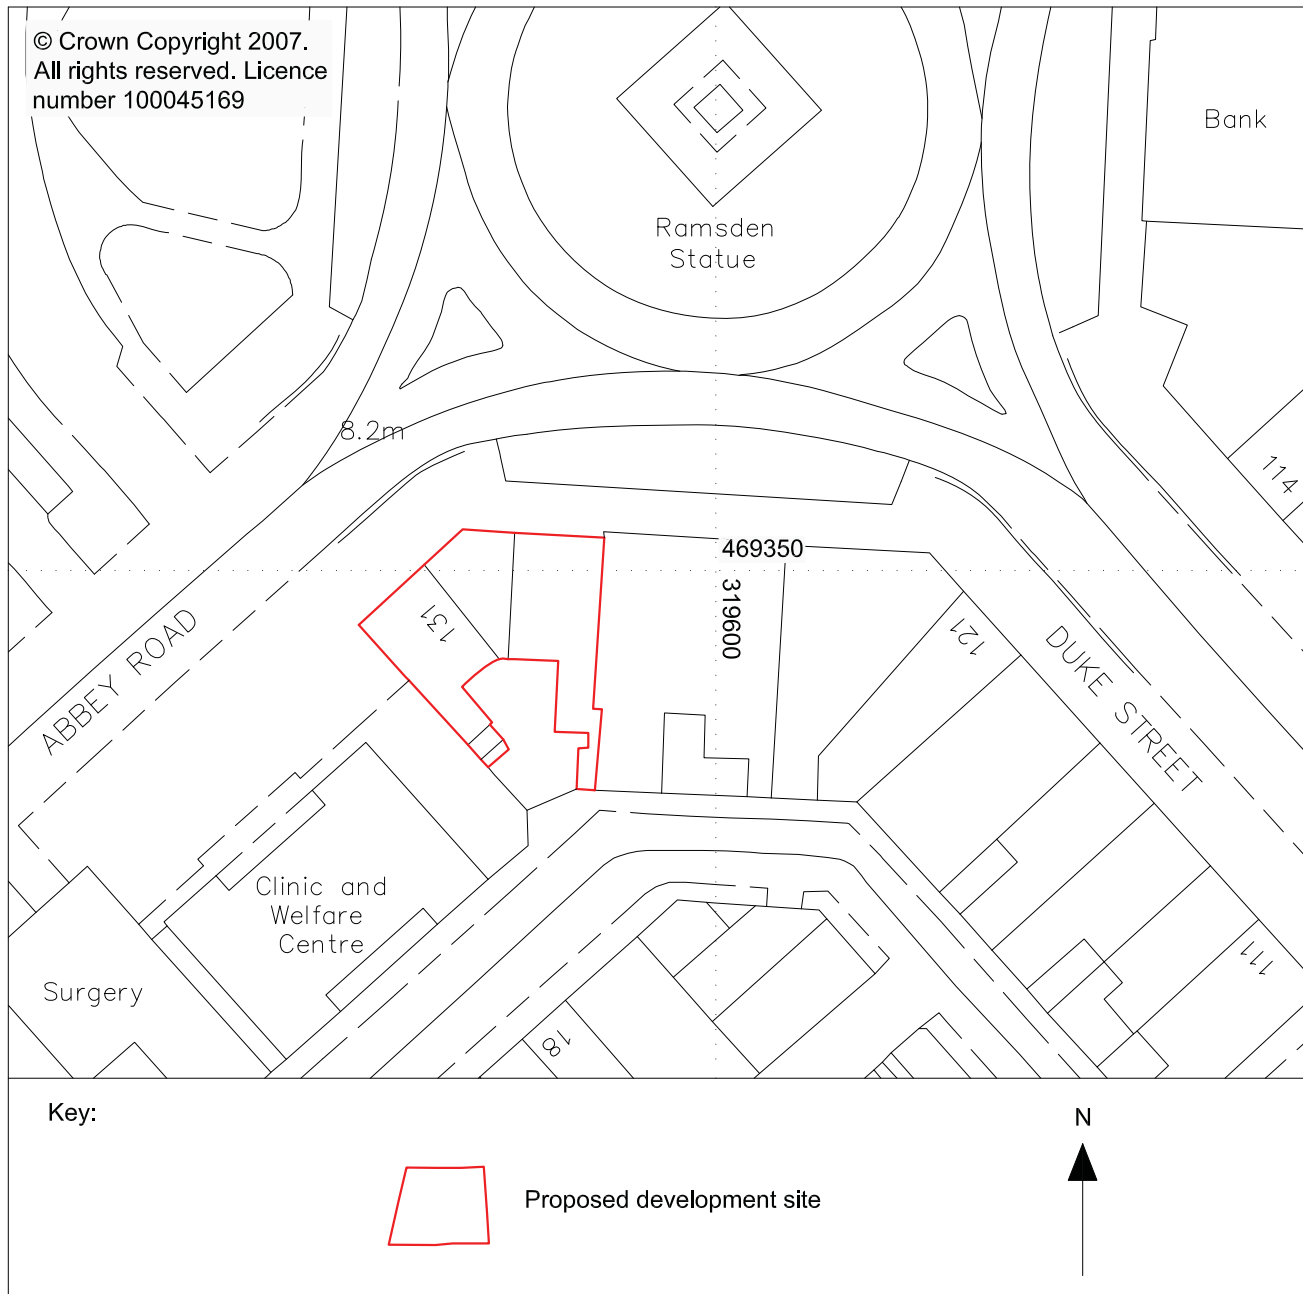 © Crown Copyright 2007.
All rights reserved. Licence
number 100045169
Bank
Ramsden
Statue
8.2m
114
469350
319600
131
121
ABBEY ROAD
DUKE STREET
Clinic and
Welfare
Centre
111
Surgery
18
Key:
N
Proposed development site